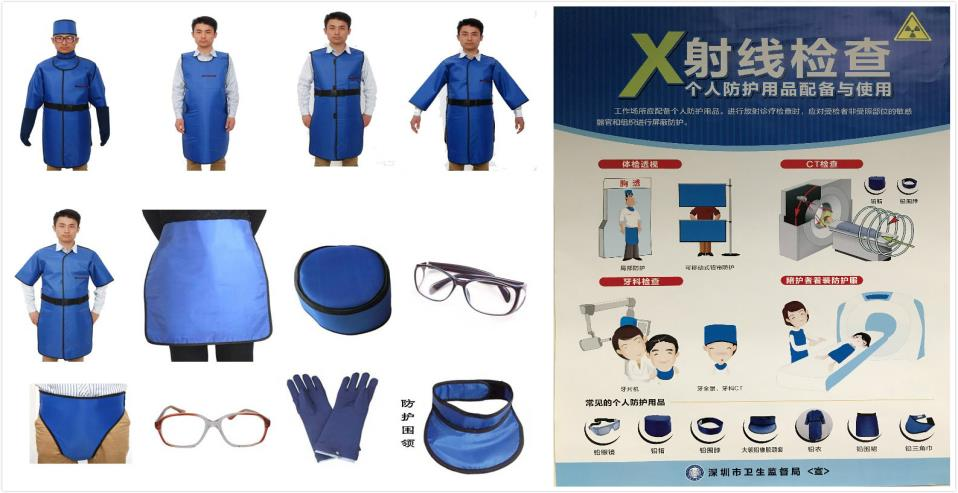 防护围领
X射线检查
个人防护用品配备与使用
工作场所应配备个人防护用品。进行放射诊疗检查时,应对受检者非受照部位的敏感
器官和组织进行屏蔽防护。
体检透视
CT检查
胸透
铅帽
铅围脖
局部防护
可移动式铅帘防护
牙科检查
陪护者着装防护服
牙片机
牙全景、牙科CT
常见的个人防护用品
铅眼镜
铅帽
铅围脖
大领铅橡胶颈套
铅衣
铅围裙
铅三角巾
深圳市卫生监督局 <宣>